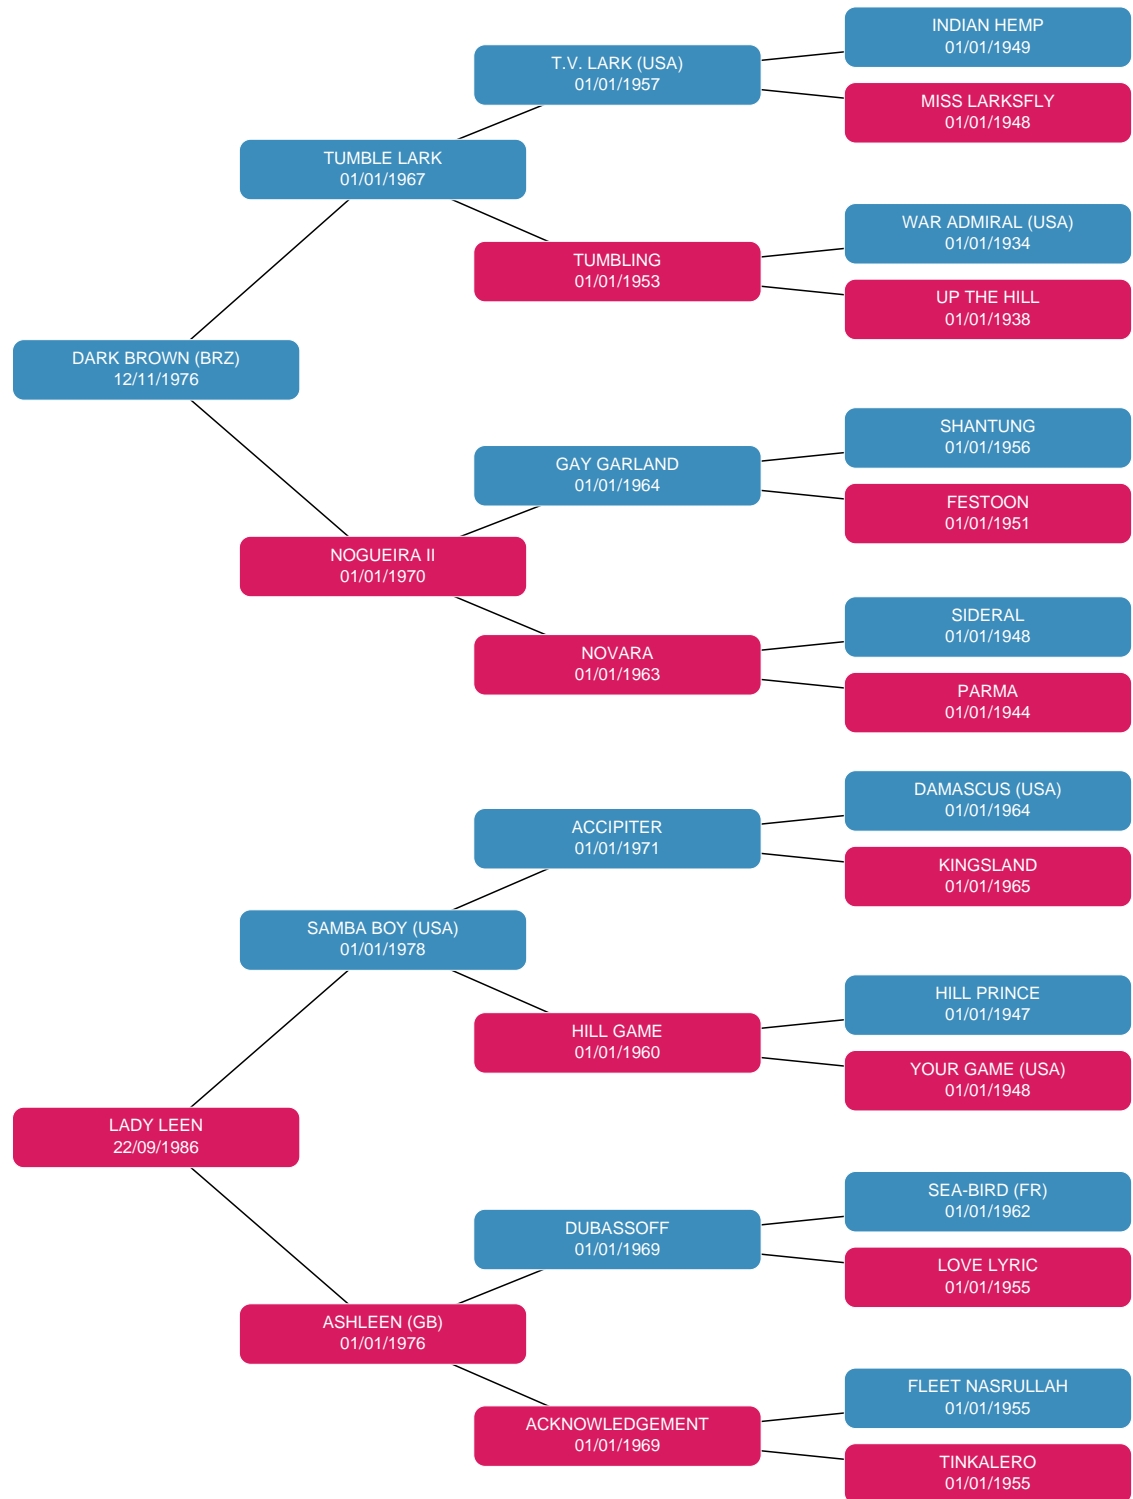 INDIAN HEMP
01/01/1949
T.V. LARK (USA)
01/01/1957
MISS LARKSFLY
01/01/1948
TUMBLE LARK
01/01/1967
WAR ADMIRAL (USA)
01/01/1934
TUMBLING
01/01/1953
UP THE HILL
01/01/1938
DARK BROWN (BRZ)
12/11/1976
SHANTUNG
01/01/1956
GAY GARLAND
01/01/1964
FESTOON
01/01/1951
NOGUEIRA II
01/01/1970
SIDERAL
01/01/1948
NOVARA
01/01/1963
PARMA
01/01/1944
DAMASCUS (USA)
01/01/1964
ACCIPITER
01/01/1971
KINGSLAND
01/01/1965
SAMBA BOY (USA)
01/01/1978
HILL PRINCE
01/01/1947
HILL GAME
01/01/1960
YOUR GAME (USA)
01/01/1948
LADY LEEN
22/09/1986
SEA-BIRD (FR)
01/01/1962
DUBASSOFF
01/01/1969
LOVE LYRIC
01/01/1955
ASHLEEN (GB)
01/01/1976
FLEET NASRULLAH
01/01/1955
ACKNOWLEDGEMENT
01/01/1969
TINKALERO
01/01/1955